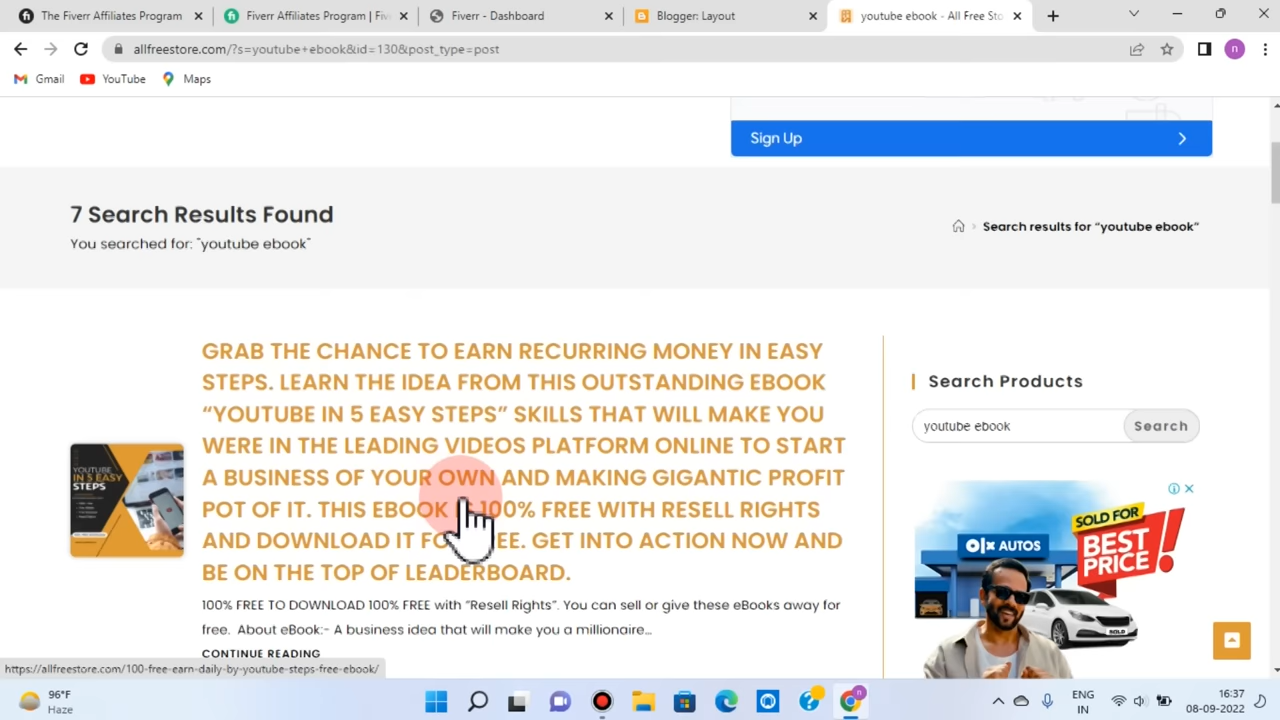 The Fiverr Affiliates Program
Fiverr Affiliates Program | Five
Fiverr - Dashboard
Blogger: Layout
youtube ebook - All Free Sto
allfreestore.com/?s=youtube+ebook&id=130&post_type=post
n
Gmail
YouTube
Maps
Sign Up
7 Search Results Found
You searched for: "youtube ebook"
Search results for “youtube ebook”
GRAB THE CHANCE TO EARN RECURRING MONEY IN EASY
STEPS. LEARN THE IDEA FROM THIS OUTSTANDING EBOOK
“YOUTUBE IN 5 EASY STEPS” SKILLS THAT WILL MAKE YOU
WERE IN THE LEADING VIDEOS PLATFORM ONLINE TO START
A BUSINESS OF YOUR OWN AND MAKING GIGANTIC PROFIT
POT OF IT. THIS EBOOK 100% FREE WITH RESELL RIGHTS
AND DOWNLOAD IT FO EE. GET INTO ACTION NOW AND
BE ON THE TOP OF LEADERBOARD.
100% FREE TO DOWNLOAD 100% FREE with “Resell Rights”. You can sell or give these eBooks away for
free. About eBook:- A business idea that will make you a millionaire…
CONTINUE READING
YOUTUBE
IN 5 EASY
STEPS
Search Products
youtube ebook
Search
SOLD FOR
BEST
PRICE!
OLX AUTOS
SOLD
https://allfreestore.com/100-free-earn-daily-by-youtube-steps-free-ebook/
96°F
Haze
n
ENG
IN
16:37
08-09-2022